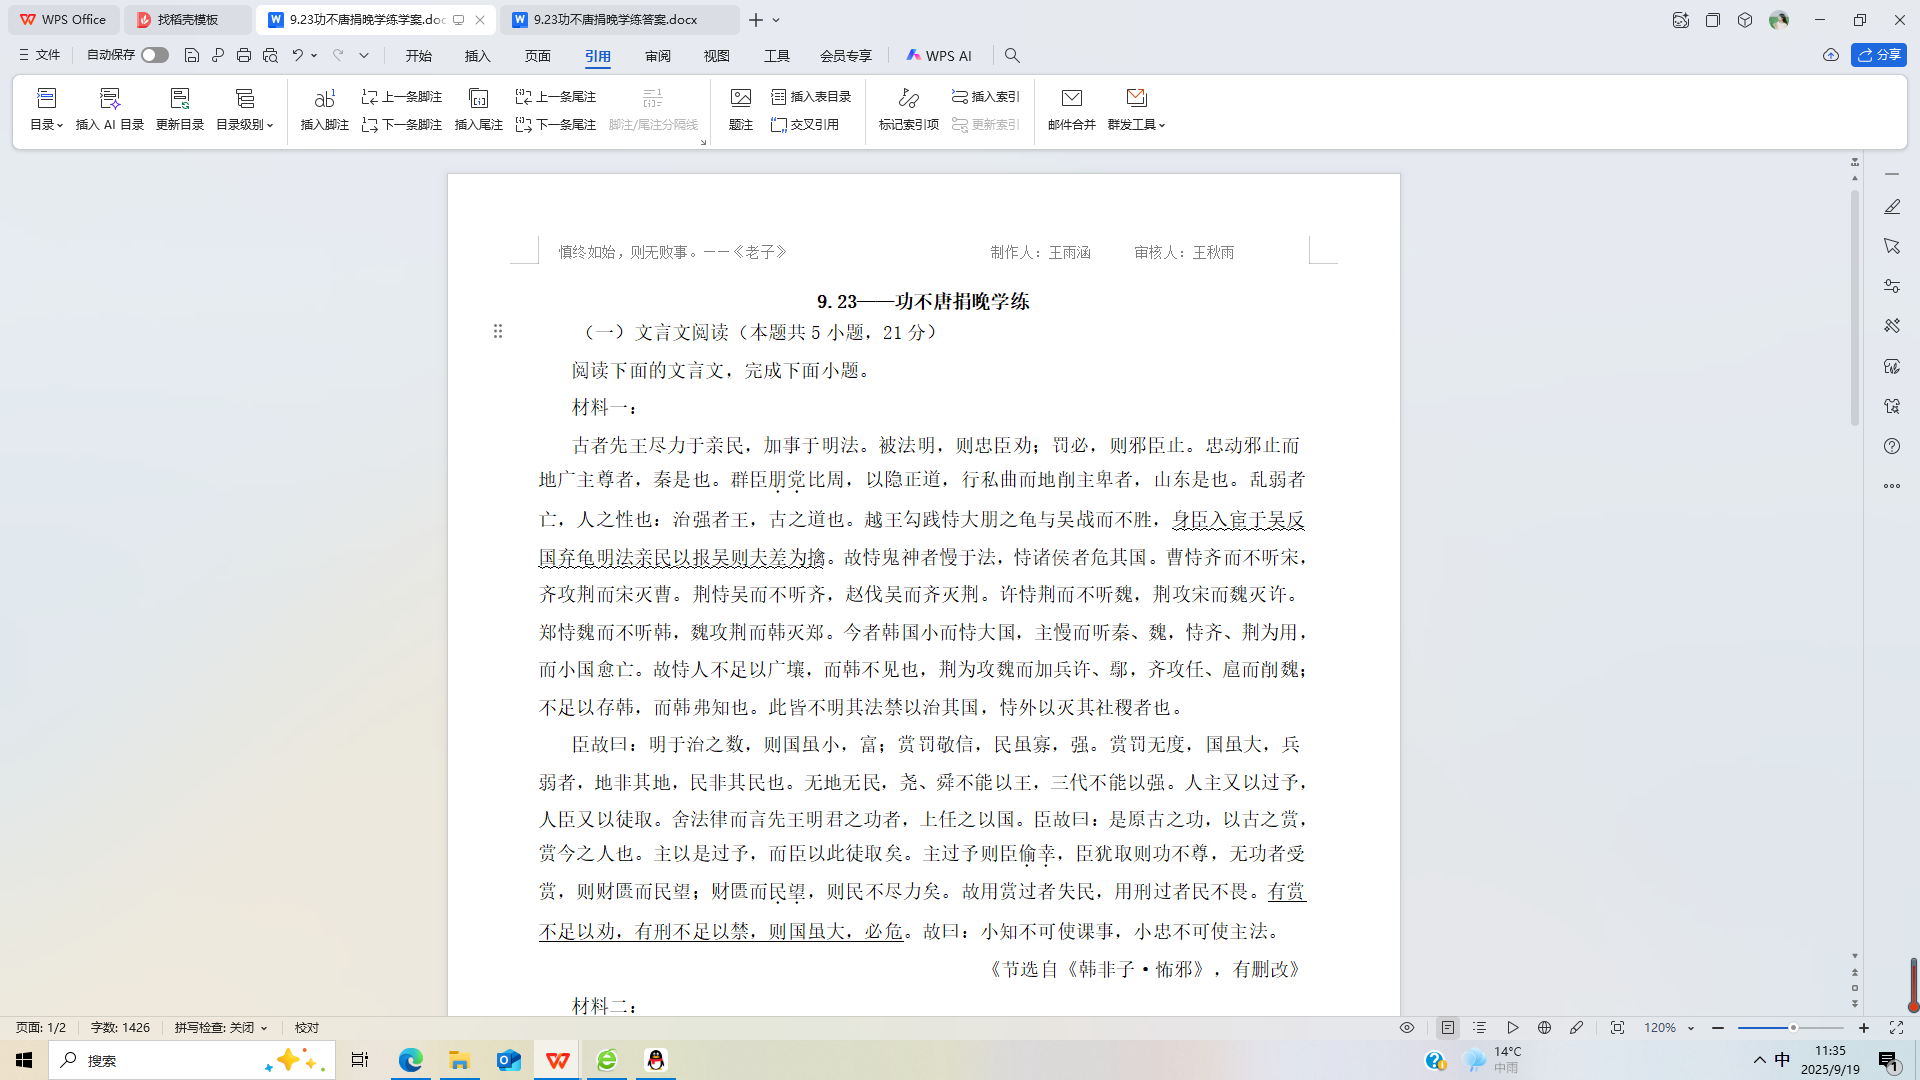 WPS Office
找稻壳模板
9.23功不唐捐晚学练学案.doc
9.23功不唐捐晚学练答案.docx
文件
自动保存
开始
插入
页面
引用
审阅
视图
工具
会员专享
WPS AI
分享
目录
插入 AI 目录
更新目录
目录级别
插入脚注
上一条脚注
下一条脚注
插入尾注
上一条尾注
下一条尾注
脚注/尾注分隔线
题注
插入表目录
交叉引用
标记索引项
插入索引
更新索引
邮件合并
群发工具
慎终如始，则无败事。——《老子》 制作人：王雨涵 审核人：王秋雨
9.23——功不唐捐晚学练
（一）文言文阅读（本题共 5 小题，21 分）
阅读下面的文言文，完成下面小题。
材料一：
古者先王尽力于亲民，加事于明法。被法明，则忠臣劝；罚必，则邪臣止。忠动邪止而
地广主尊者，秦是也。群臣朋党比周，以隐正道，行私曲而地削主卑者，山东是也。乱弱者
亡，人之性也：治强者王，古之道也。越王勾践恃大朋之龟与吴战而不胜，身臣入宦于吴反
国弃龟明法亲民以报吴则夫差为擒。故恃鬼神者慢于法，恃诸侯者危其国。曹恃齐而不听宋，
齐攻荆而宋灭曹。荆恃吴而不听齐，赵伐吴而齐灭荆。许恃荆而不听魏，荆攻宋而魏灭许。
郑恃魏而不听韩，魏攻荆而韩灭郑。今者韩国小而恃大国，主慢而听秦、魏，恃齐、荆为用，
而小国愈亡。故恃人不足以广壤，而韩不见也，荆为攻魏而加兵许、鄢，齐攻任、扈而削魏；
不足以存韩，而韩弗知也。此皆不明其法禁以治其国，恃外以灭其社稷者也。
臣故曰：明于治之数，则国虽小，富；赏罚敬信，民虽寡，强。赏罚无度，国虽大，兵
弱者，地非其地，民非其民也。无地无民，尧、舜不能以王，三代不能以强。人主又以过予，
人臣又以徒取。舍法律而言先王明君之功者，上任之以国。臣故曰：是原古之功，以古之赏，
赏今之人也。主以是过予，而臣以此徒取矣。主过予则臣偷幸，臣犹取则功不尊，无功者受
赏，则财匮而民望；财匮而民望，则民不尽力矣。故用赏过者失民，用刑过者民不畏。有赏
不足以劝，有刑不足以禁，则国虽大，必危。故曰：小知不可使课事，小忠不可使主法。
《节选自《韩非子·怖邪》，有删改》
材料二：
页面: 1/2
字数: 1426
拼写检查: 关闭
校对
120%
搜索
14°C
中雨
中
11:35
2025/9/19
1